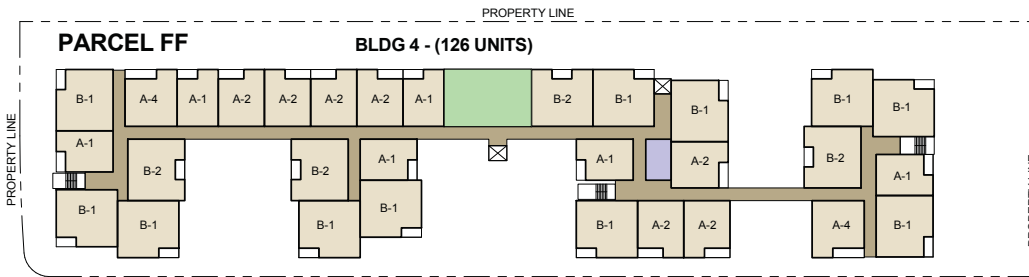 PROPERTY LINE
PARCEL FF
BLDG 4 - (126 UNITS)
PROPERTY LINE
B-1
A-4
A-1
A-2
A-2
A-2
A-2
A-1
B-2
B-1
B-1
B-1
B-1
A-1
B-2
B-2
A-1
A-1
A-2
B-2
A-1
B-1
B-1
B-1
B-1
B-1
A-2
A-2
A-4
B-1